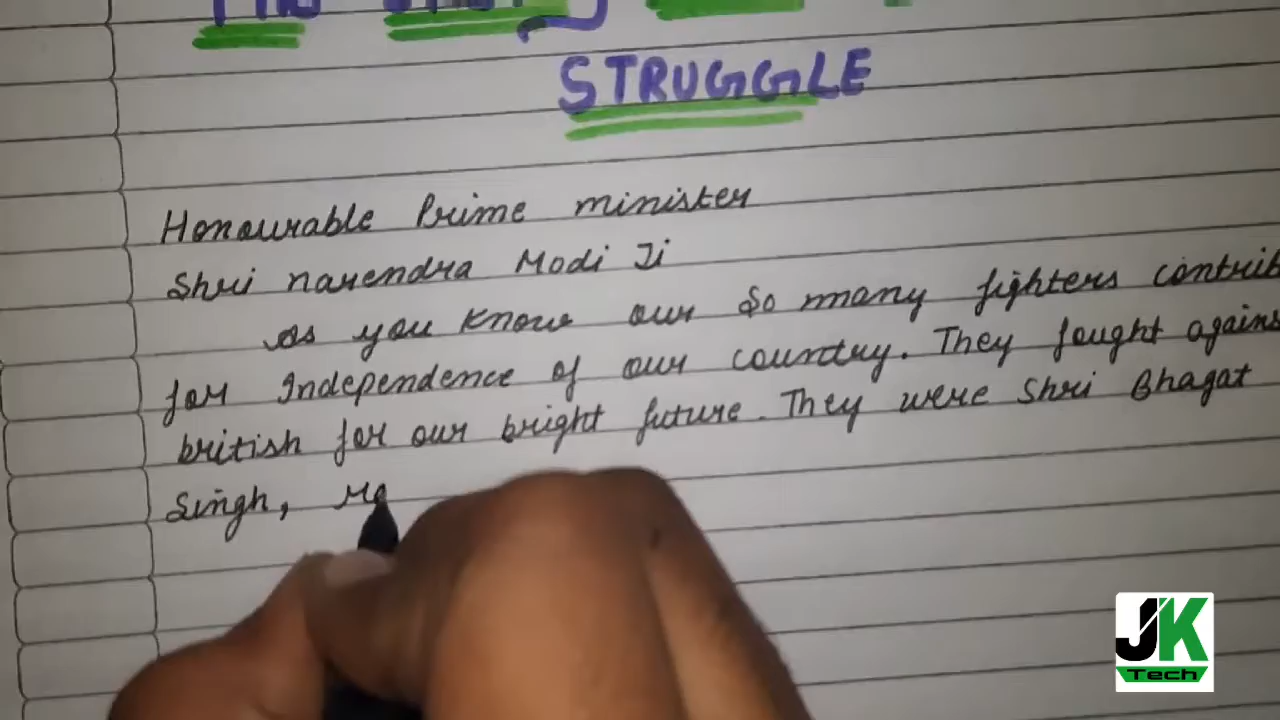 STRUGGLE
Honourable Prime minister
Shri narendra Modi Ji
as you know our so many fighters contrib
for Independence of our country. They fought agains
british for our bright future. They were Shri Bhagat
Singh, Ma
JK
Tech